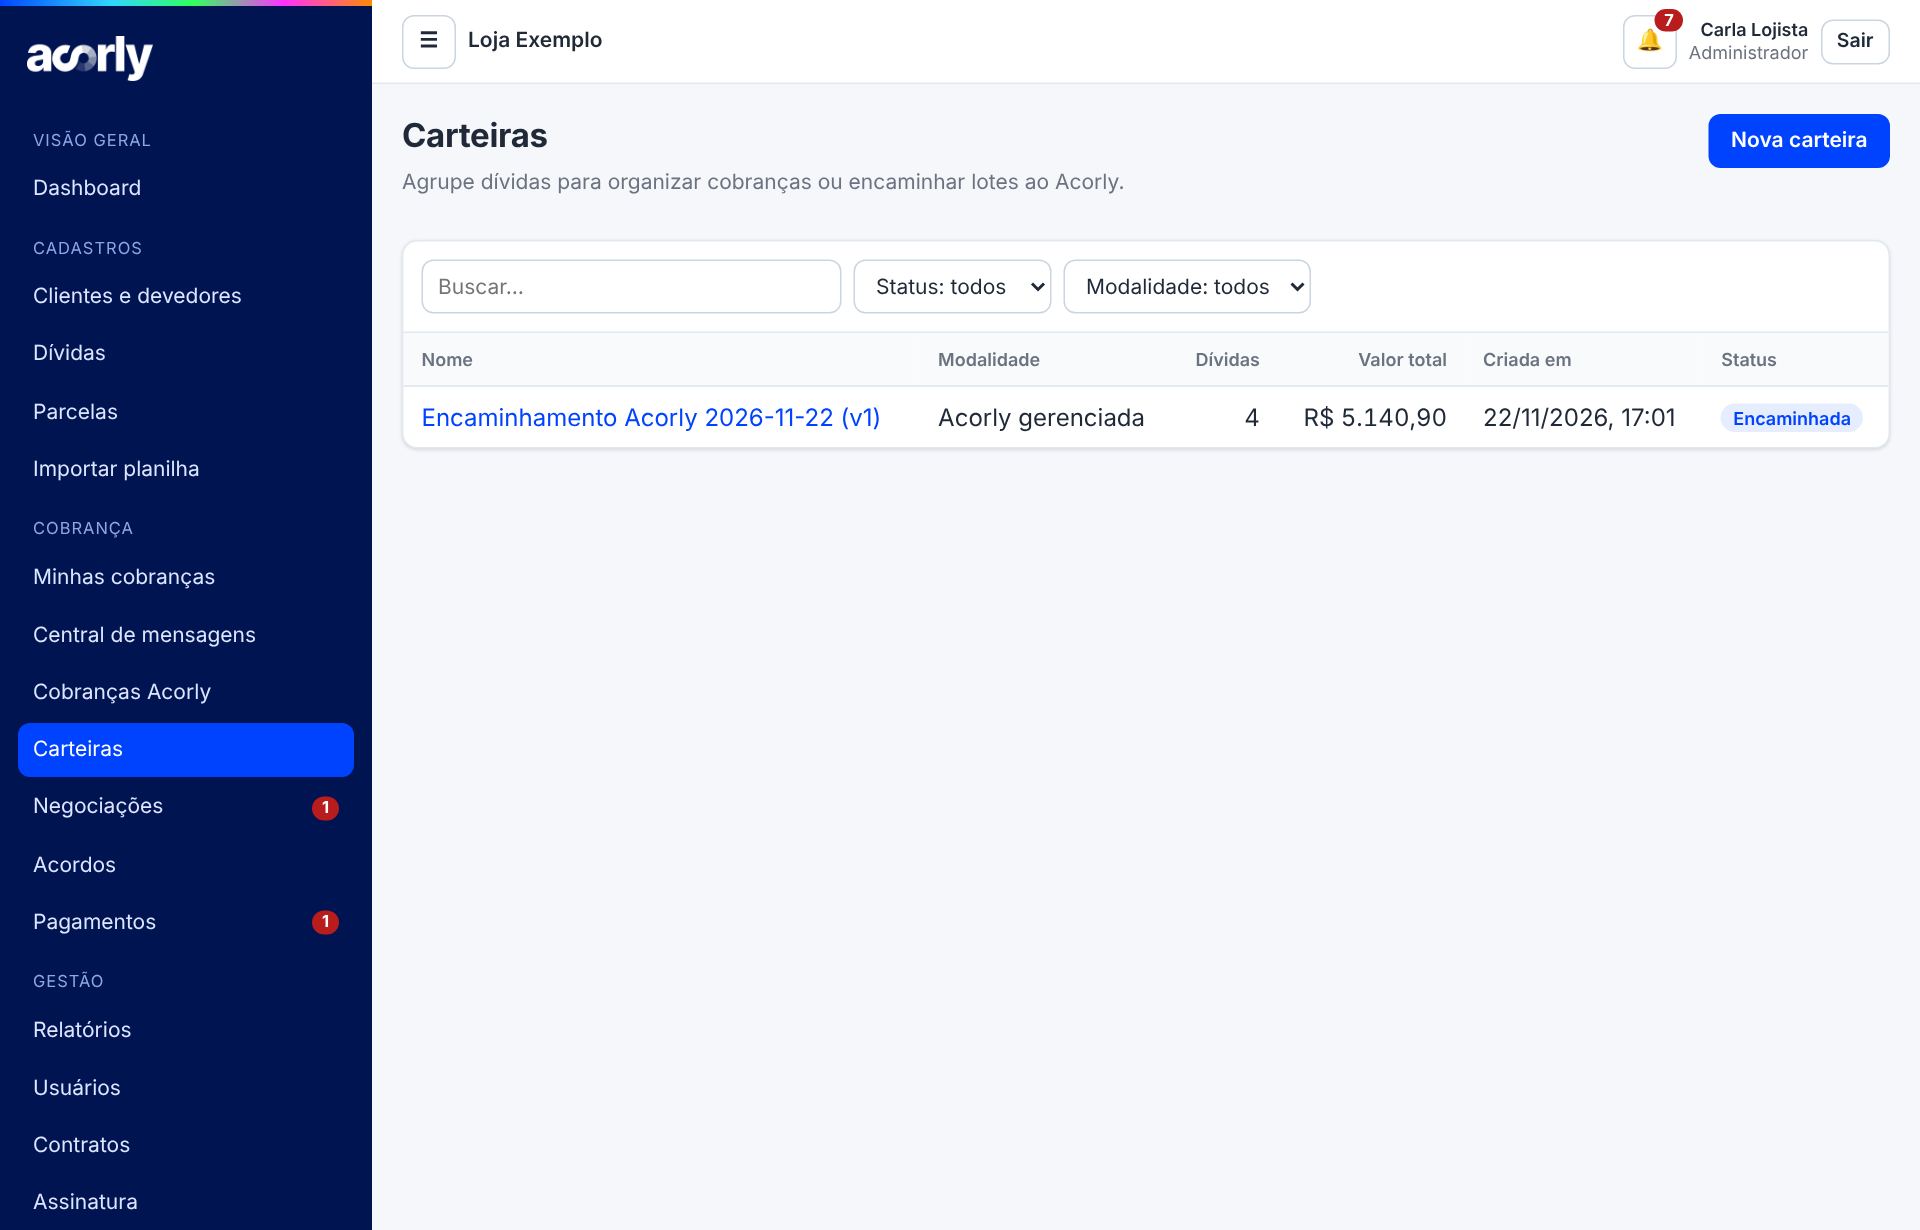 acorly
VISÃO GERAL
Dashboard
CADASTROS
Clientes e devedores
Dívidas
Parcelas
Importar planilha
COBRANÇA
Minhas cobranças
Central de mensagens
Cobranças Acorly
Carteiras
Negociações 1
Acordos
Pagamentos 1
GESTÃO
Relatórios
Usuários
Contratos
Assinatura
Loja Exemplo
7
Carla Lojista
Administrador
Sair
Carteiras
Nova carteira
Agrupe dívidas para organizar cobranças ou encaminhar lotes ao Acorly.
Buscar... Status: todos Modalidade: todos
Nome Modalidade Dívidas Valor total Criada em Status
Encaminhamento Acorly 2026-11-22 (v1) Acorly gerenciada 4 R$ 5.140,90 22/11/2026, 17:01 Encaminhada